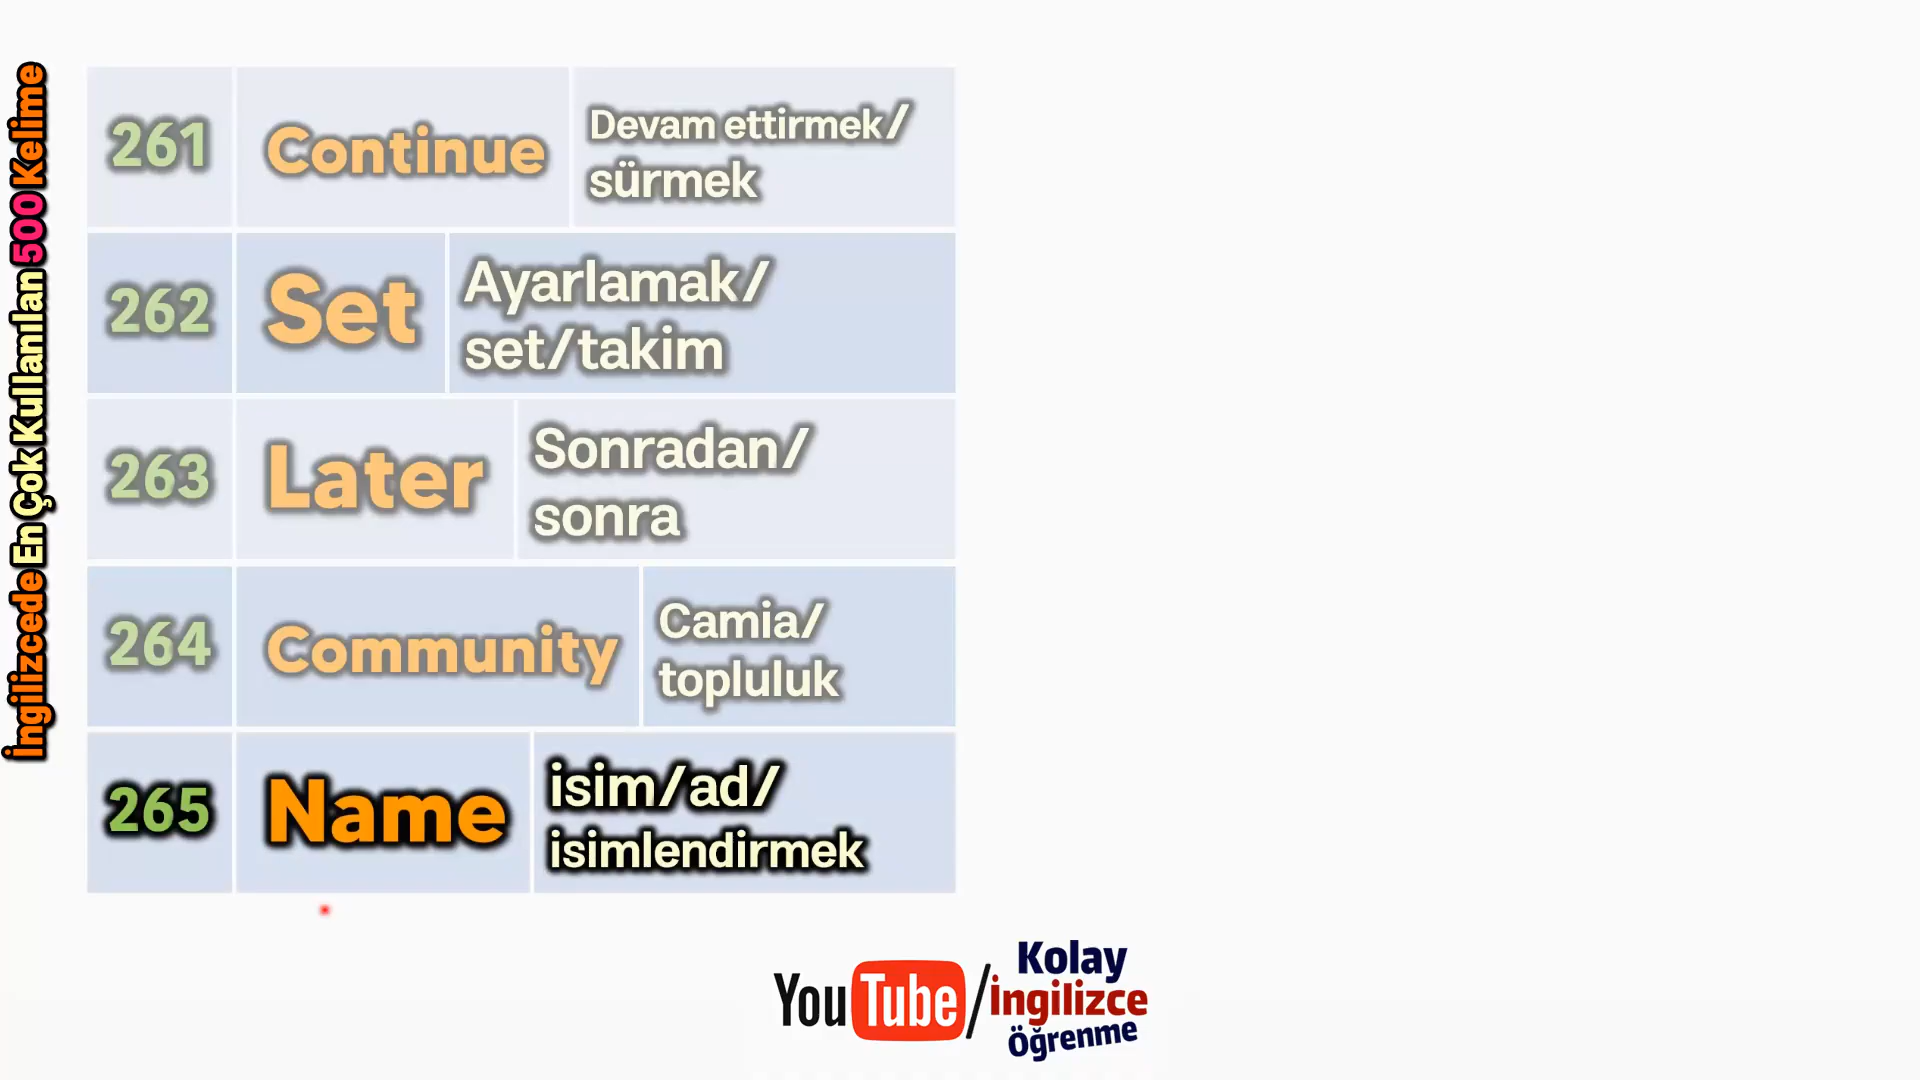 İngilizcede En Çok Kullanılan 500 Kelime
261 Continue Devam ettirmek/
sürmek
262 Set Ayarlamak/
set/takim
263 Later Sonradan/
sonra
264 Community Camia/
topluluk
265 Name isim/ad/
isimlendirmek
YouTube/Kolay
İngilizce
Öğrenme